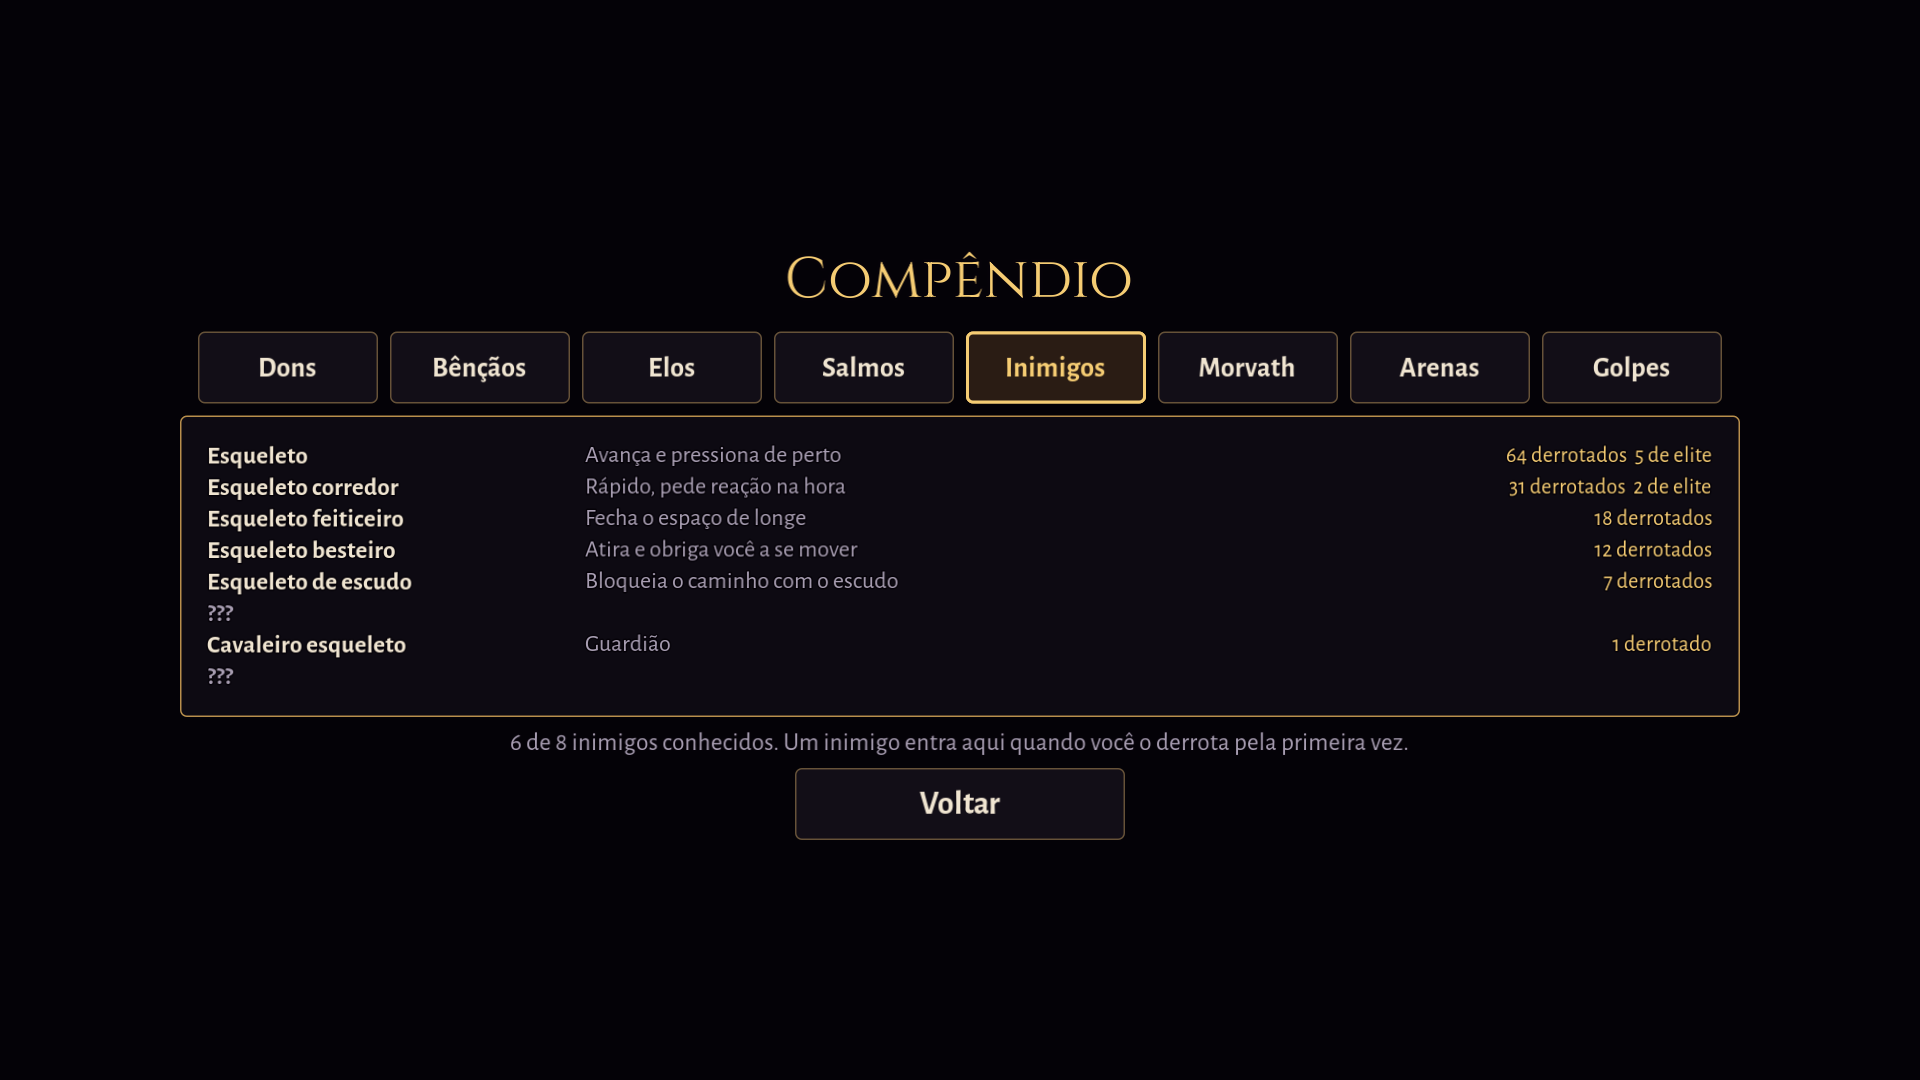 Compêndio
Dons Bênçãos Elos Salmos Inimigos Morvath Arenas Golpes
Esqueleto Avança e pressiona de perto 64 derrotados 5 de elite
Esqueleto corredor Rápido, pede reação na hora 31 derrotados 2 de elite
Esqueleto feiticeiro Fecha o espaço de longe 18 derrotados
Esqueleto besteiro Atira e obriga você a se mover 12 derrotados
Esqueleto de escudo Bloqueia o caminho com o escudo 7 derrotados
???
Cavaleiro esqueleto Guardião 1 derrotado
???
6 de 8 inimigos conhecidos. Um inimigo entra aqui quando você o derrota pela primeira vez.
Voltar